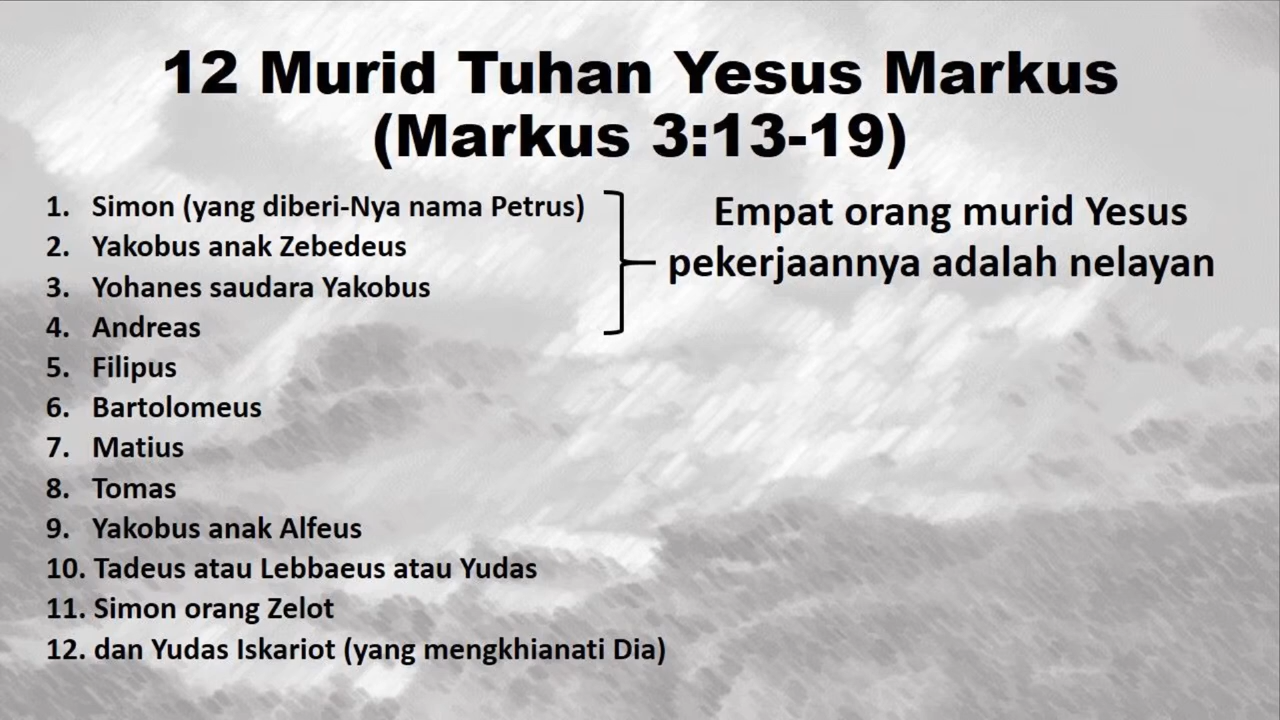 12 Murid Tuhan Yesus Markus
(Markus 3:13-19)
1. Simon (yang diberi-Nya nama Petrus)
2. Yakobus anak Zebedeus
3. Yohanes saudara Yakobus
4. Andreas
5. Filipus
6. Bartolomeus
7. Matius
8. Tomas
9. Yakobus anak Alfeus
10. Tadeus atau Lebbaeus atau Yudas
11. Simon orang Zelot
12. dan Yudas Iskariot (yang mengkhianati Dia)
Empat orang murid Yesus
pekerjaannya adalah nelayan